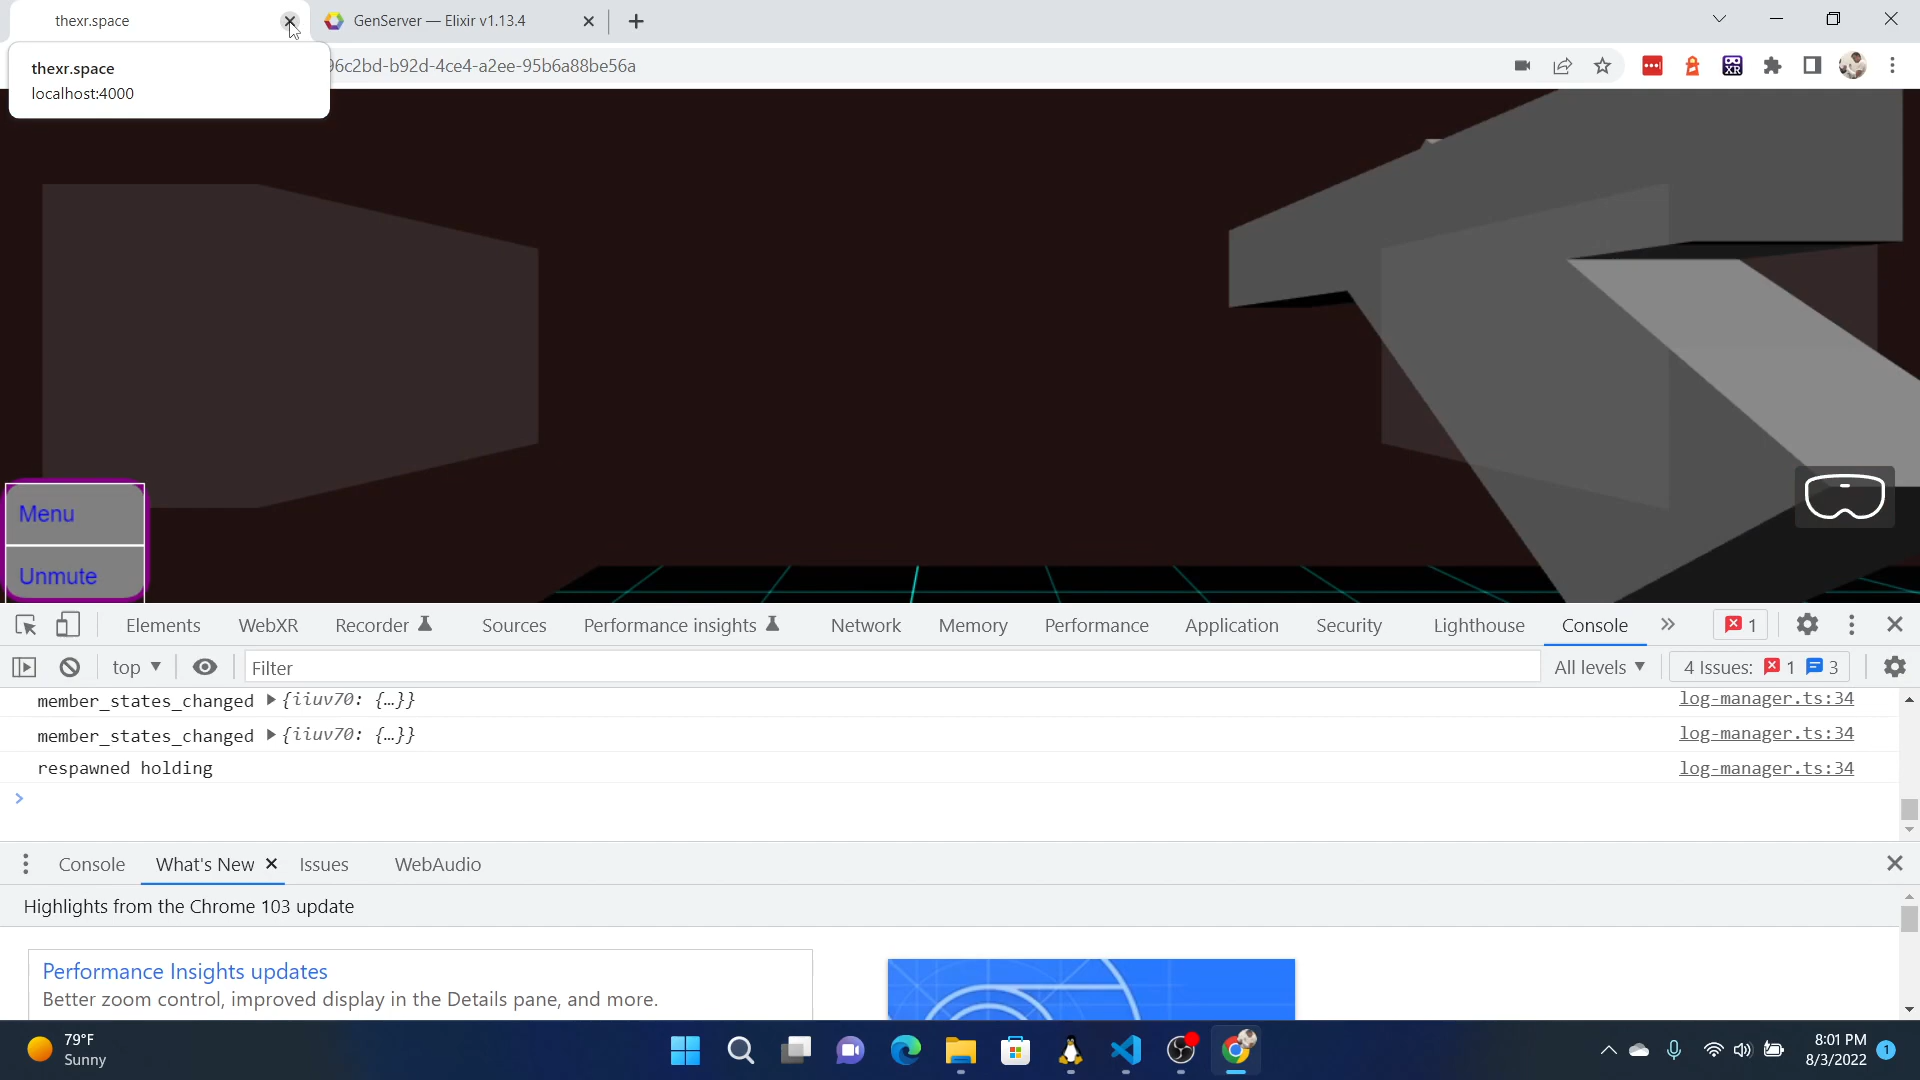 thexr.space
GenServer — Elixir v1.13.4
thexr.space
localhost:4000
96c2bd-b92d-4ce4-a2ee-95b6a88be56a
XR
Menu
Unmute
Elements
WebXR
Recorder
Sources
Performance insights
Network
Memory
Performance
Application
Security
Lighthouse
Console
1
top
Filter
All levels
4 Issues: 1 3
member_states_changed {iiuv70: {…}}
log-manager.ts:34
member_states_changed {iiuv70: {…}}
log-manager.ts:34
respawned holding
log-manager.ts:34
Console
What's New
Issues
WebAudio
Highlights from the Chrome 103 update
Performance Insights updates
Better zoom control, improved display in the Details pane, and more.
79°F
Sunny
8:01 PM
8/3/2022
1